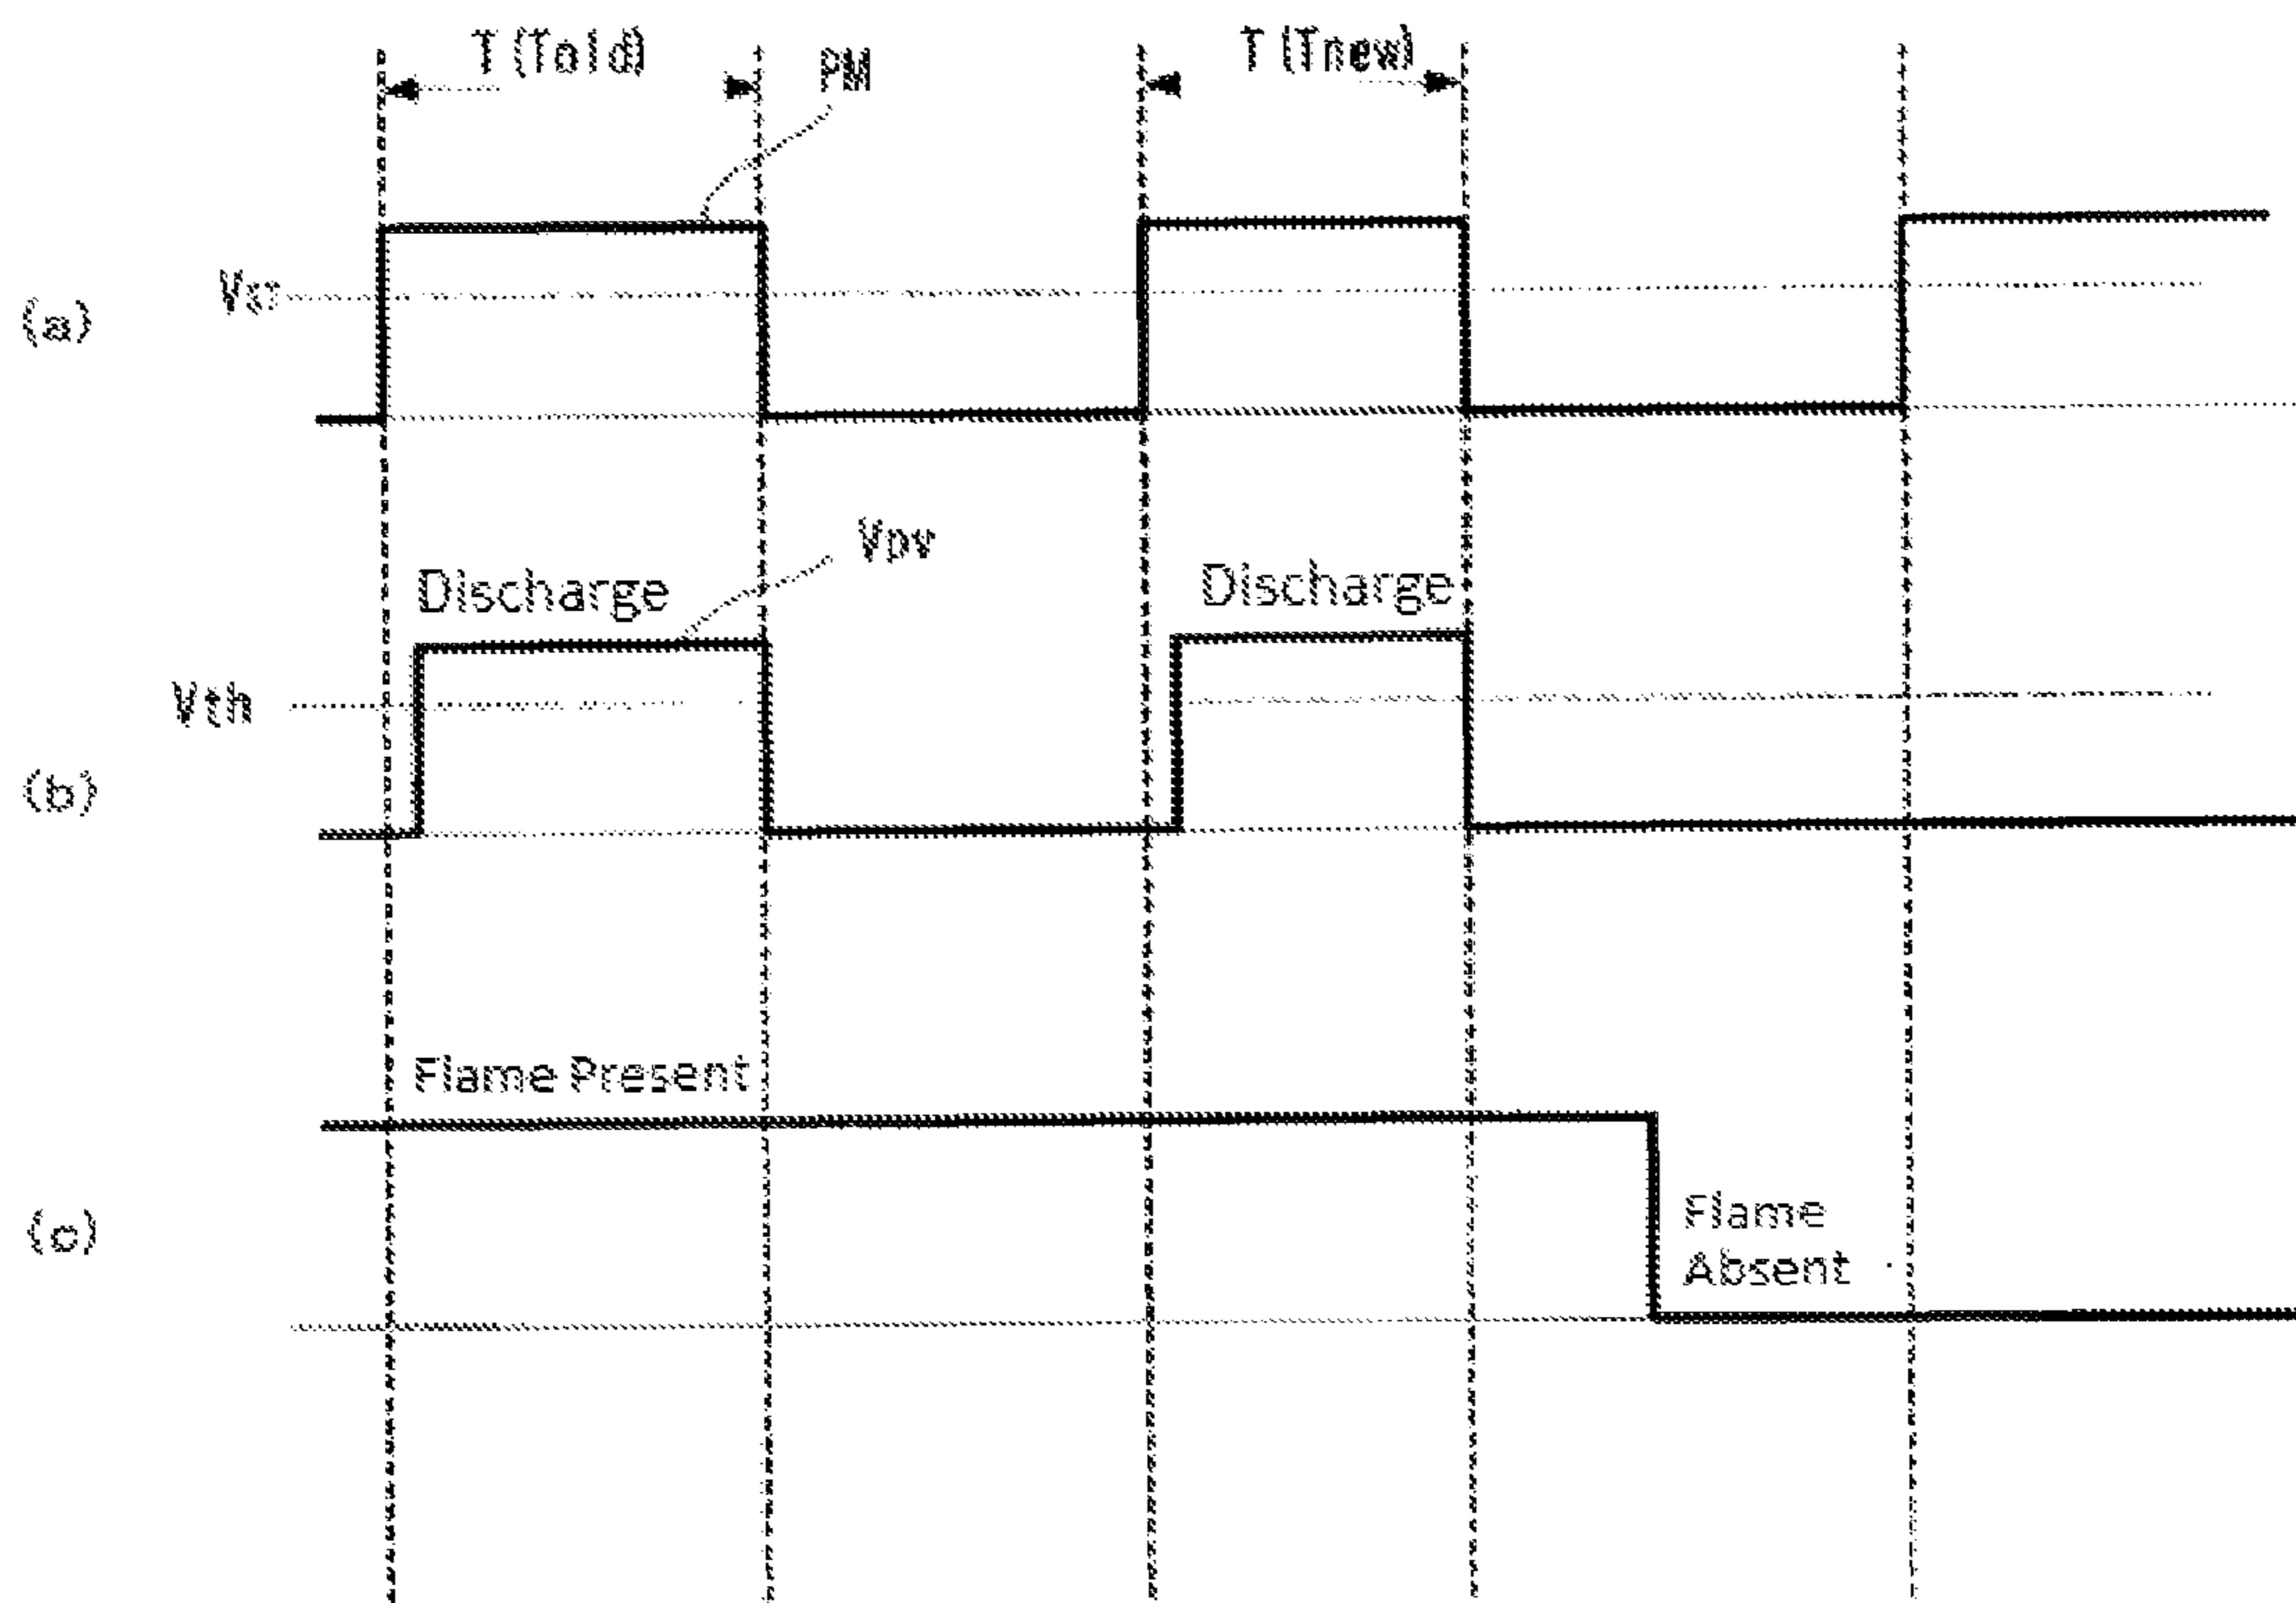 T (Told)
PM
T (Tnew)
(a)
Discharge
Vpv
Discharge
Vth
(b)
Flame Present
(c)
Flame
Absent